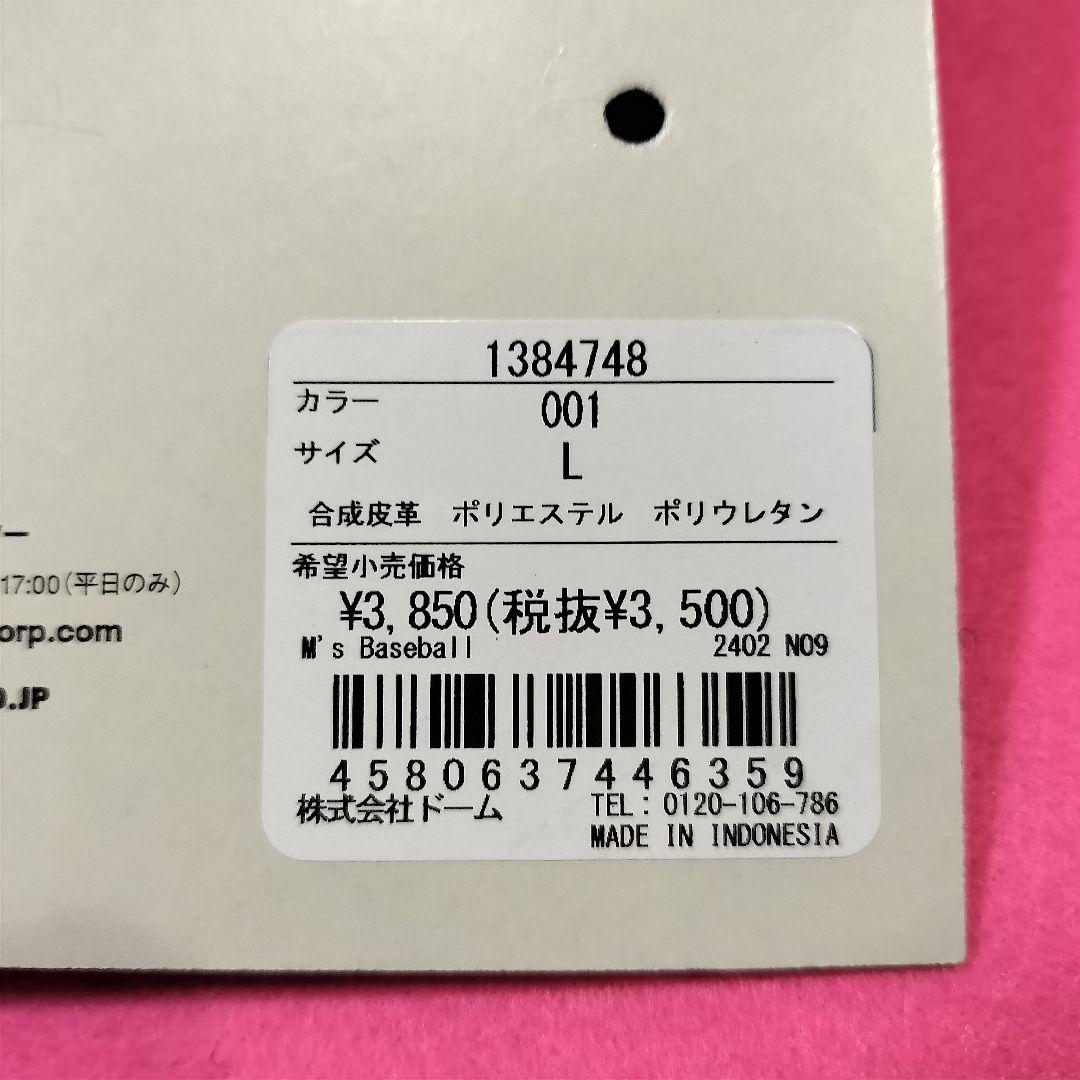 1384748
カラー 001
サイズ L
合成皮革 ポリエステル ポリウレタン
希望小売価格
¥3,850(税抜¥3,500)
M's Baseball 2402 N09
4580637446359
株式会社ドーム TEL: 0120-106-786
MADE IN INDONESIA
ー
17:00(平日のみ)
orp.com
.JP